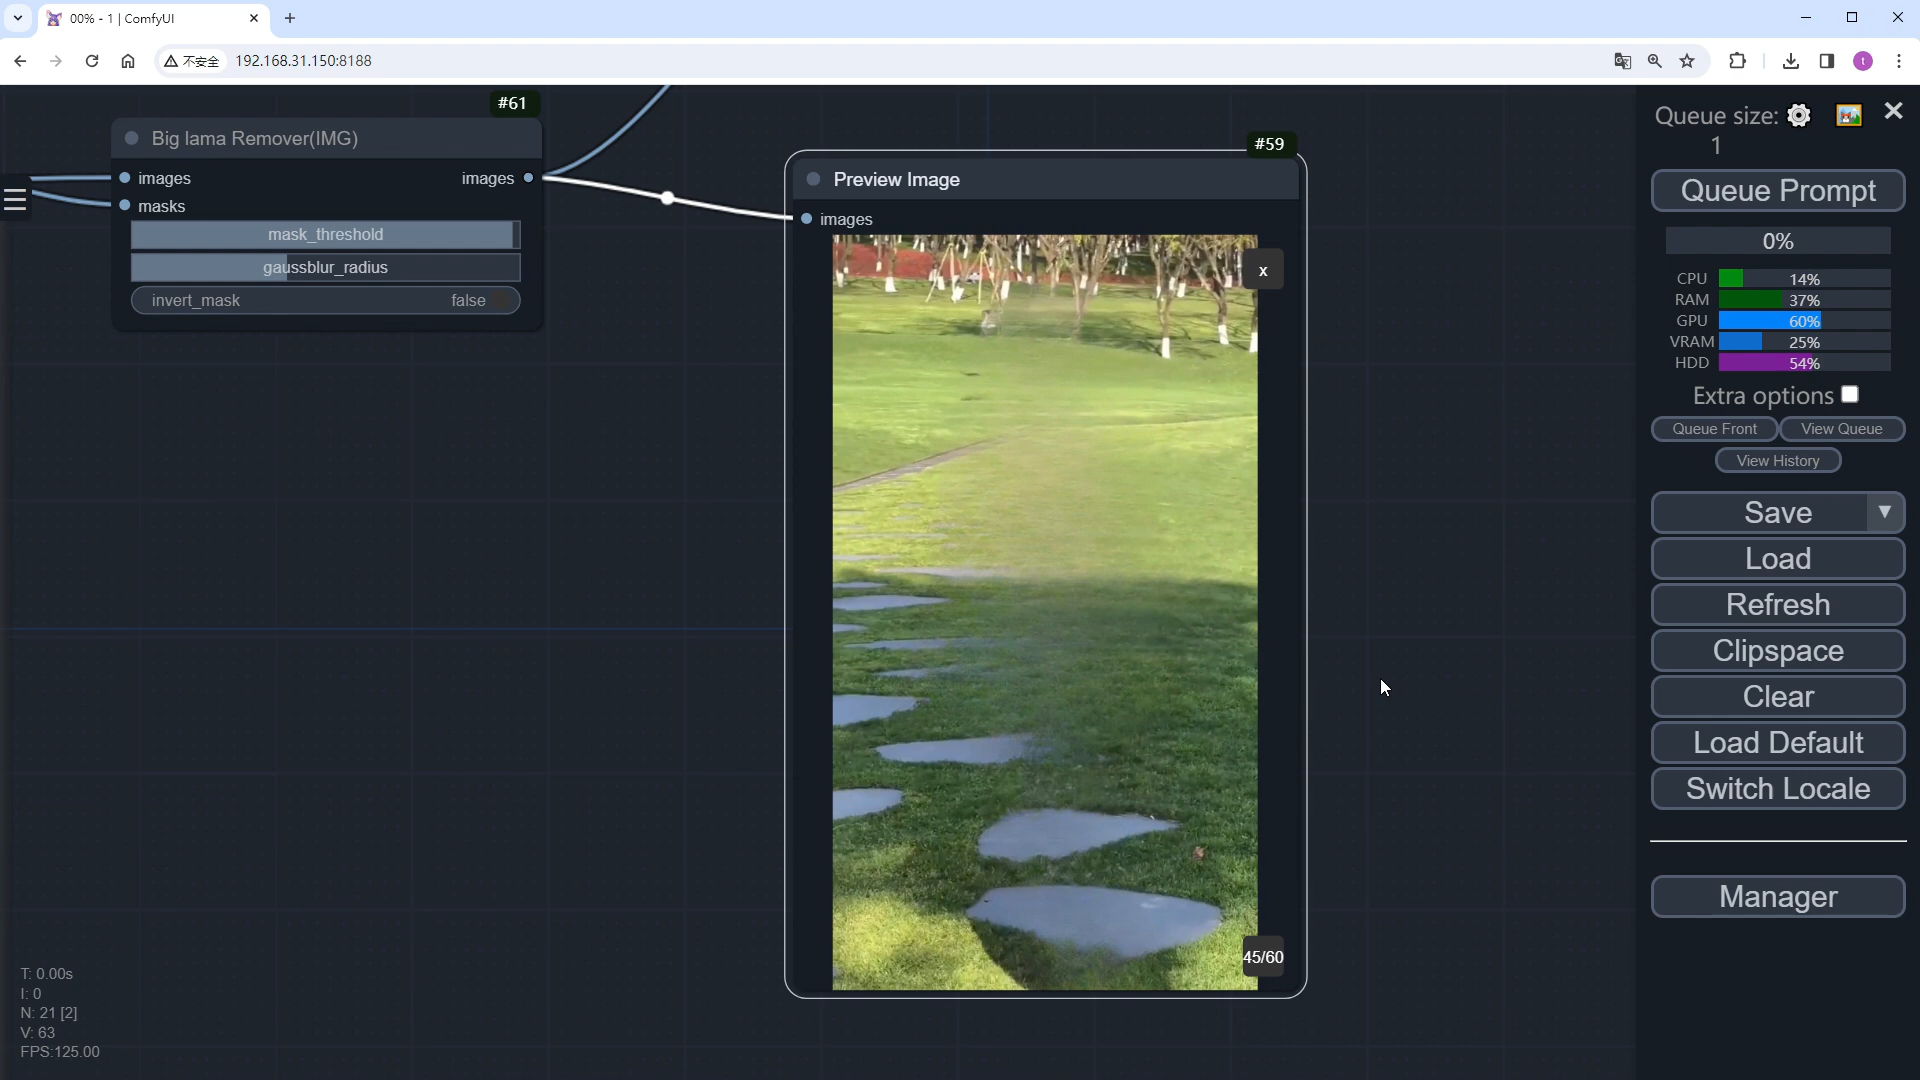 00% - 1 | ComfyUI
不安全
192.168.31.150:8188
t
#61
Big lama Remover(IMG)
images
images
masks
mask_threshold
gaussblur_radius
invert_mask
false
#59
Preview Image
images
x
45/60
Queue size:
1
Queue Prompt
0%
CPU 14%
RAM 37%
GPU 60%
VRAM 25%
HDD 54%
Extra options
Queue Front
View Queue
View History
Save
▼
Load
Refresh
Clipspace
Clear
Load Default
Switch Locale
Manager
T: 0.00s
I: 0
N: 21 [2]
V: 63
FPS:125.00